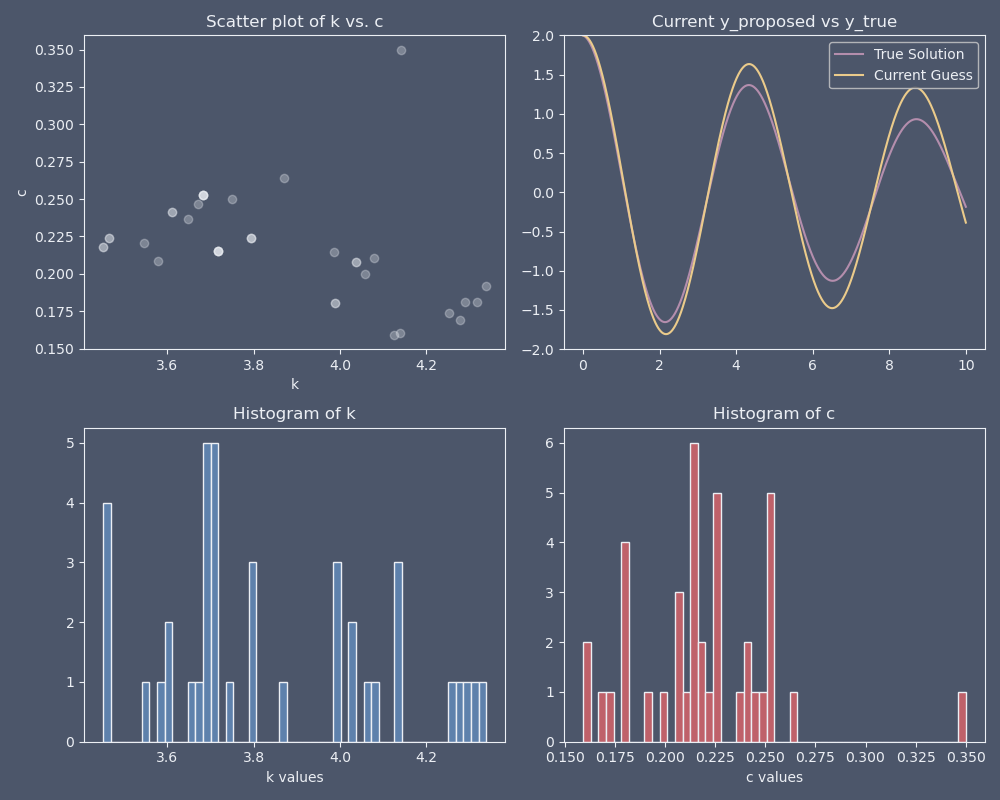 Scatter plot of k vs. c
0.350
0.325
0.300
0.275
0.250
0.225
0.200
0.175
0.150
c
3.6 3.8 4.0 4.2
k
Current y_proposed vs y_true
True Solution
Current Guess
2.0
1.5
1.0
0.5
0.0
−0.5
−1.0
−1.5
−2.0
0 2 4 6 8 10
Histogram of k
5
4
3
2
1
0
3.6 3.8 4.0 4.2
k values
Histogram of c
6
5
4
3
2
1
0
0.150 0.175 0.200 0.225 0.250 0.275 0.300 0.325 0.350
c values